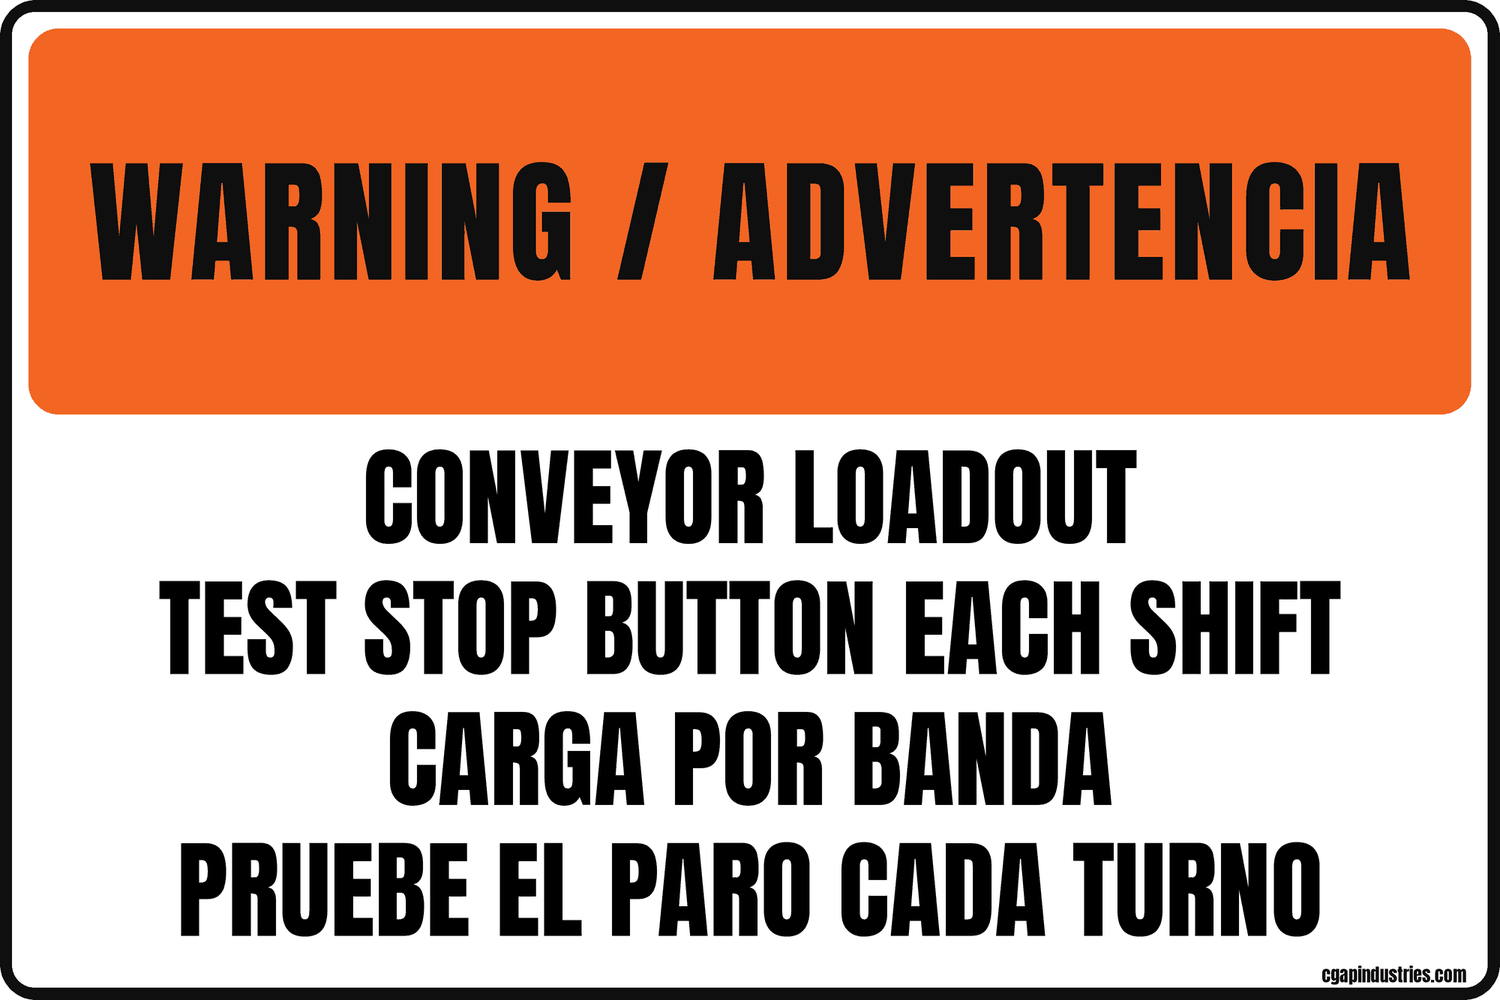 WARNING / ADVERTENCIA
CONVEYOR LOADOUT
TEST STOP BUTTON EACH SHIFT
CARGA POR BANDA
PRUEBE EL PARO CADA TURNO
cgapindustries.com